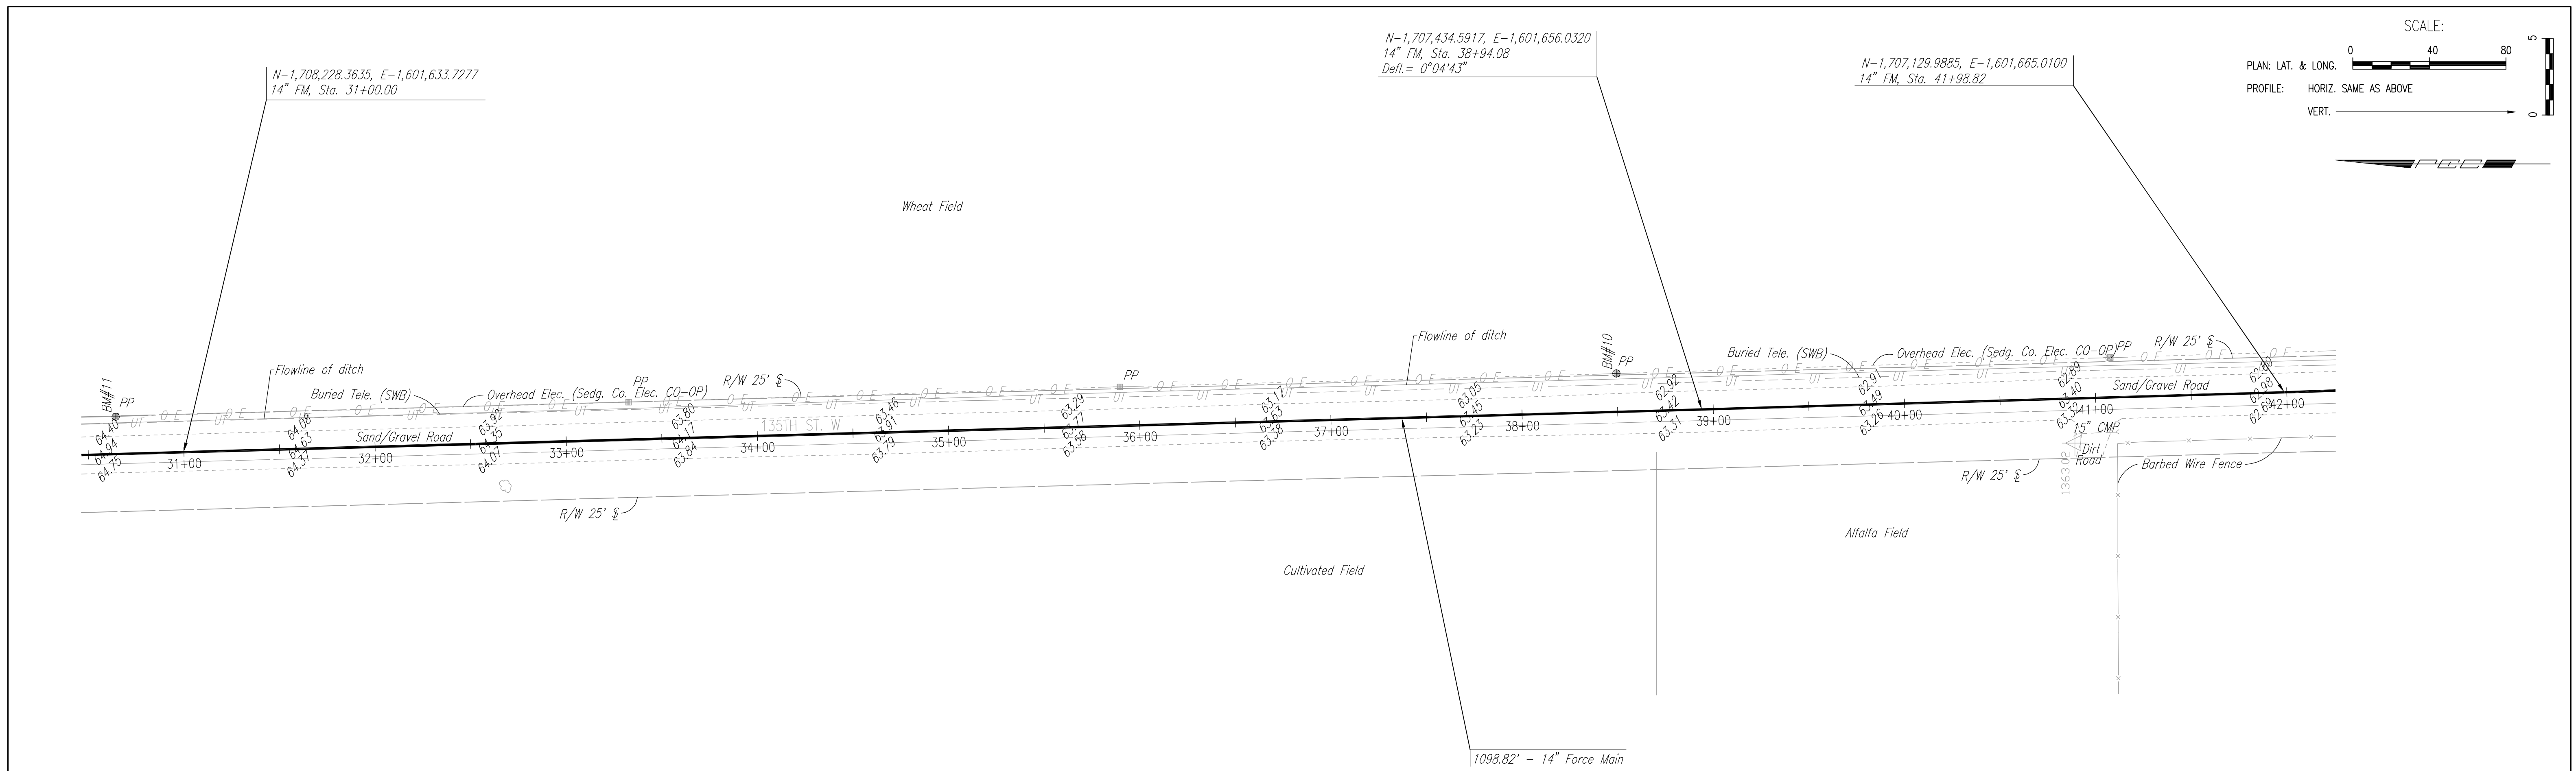 N-1,708,228.3635, E-1,601,633.7277
14" FM, Sta. 31+00.00
N-1,707,434.5917, E-1,601,656.0320
14" FM, Sta. 38+94.08
Defl.= 0°04'43"
N-1,707,129.9885, E-1,601,665.0100
14" FM, Sta. 41+98.82
SCALE:
0 40 80
PLAN: LAT. & LONG.
PROFILE: HORIZ. SAME AS ABOVE
VERT.
5
0
Wheat Field
BM#11
PP
Flowline of ditch
Buried Tele. (SWB)
Overhead Elec. (Sedg. Co. Elec. CO-OP)
PP
R/W 25' ℄
PP
Flowline of ditch
BM#10
PP
Buried Tele. (SWB)
Overhead Elec. (Sedg. Co. Elec. CO-OP)
PP
R/W 25' ℄
64.40
64.94
64.75
64.08
64.63
64.37
63.92
64.35
64.07
63.80
64.17
63.84
63.46
63.91
63.79
63.29
63.77
63.58
63.17
63.63
63.38
63.05
63.45
63.23
62.92
63.42
63.31
62.91
63.49
63.26
62.89
63.40
63.32
62.80
62.98
62.69
Sand/Gravel Road
135TH ST. W
Sand/Gravel Road
31+00
32+00
33+00
34+00
35+00
36+00
37+00
38+00
39+00
40+00
41+00
42+00
15" CMP
1363.02
Dirt
Road
Barbed Wire Fence
R/W 25' ℄
R/W 25' ℄
Cultivated Field
Alfalfa Field
1098.82' - 14" Force Main